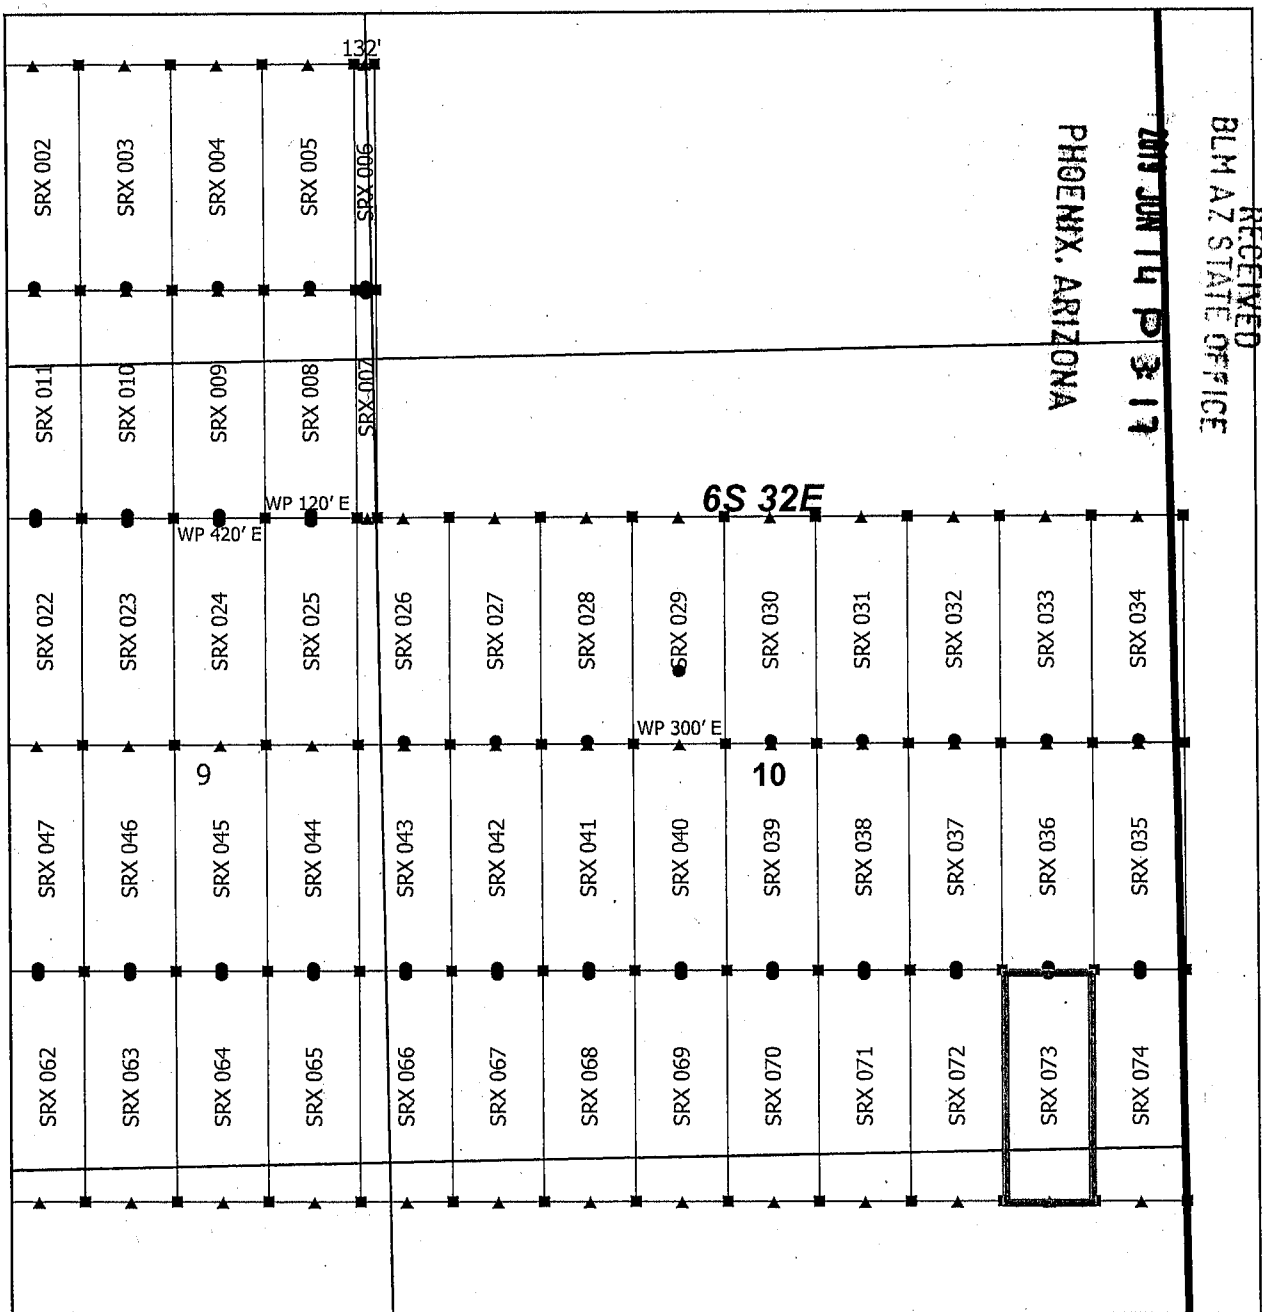 132'
SRX 002
SRX 003
SRX 004
SRX 005
SRX 006
RECEIVED
BLM AZ STATE OFFICE
2019 JUN 14 P 3:17
PHOENIX, ARIZONA
SRX 011
SRX 010
SRX 009
SRX 008
SRX 007
6S 32E
WP 120' E
WP 420' E
SRX 022
SRX 023
SRX 024
SRX 025
SRX 026
SRX 027
SRX 028
SRX 029
SRX 030
SRX 031
SRX 032
SRX 033
SRX 034
WP 300' E
9
10
SRX 047
SRX 046
SRX 045
SRX 044
SRX 043
SRX 042
SRX 041
SRX 040
SRX 039
SRX 038
SRX 037
SRX 036
SRX 035
SRX 062
SRX 063
SRX 064
SRX 065
SRX 066
SRX 067
SRX 068
SRX 069
SRX 070
SRX 071
SRX 072
SRX 073
SRX 074